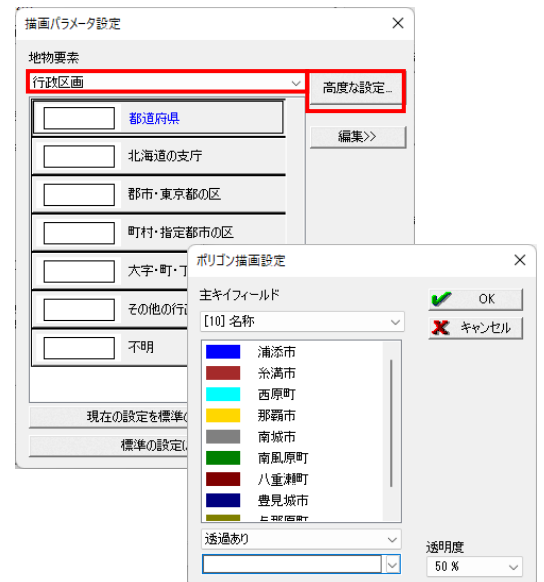 描画パラメータ設定
地物要素
行政区画
高度な設定...
都道府県
編集>>
北海道の支庁
郡市・東京都の区
町村・指定都市の区
大字・町・丁
その他の行政
不明
現在の設定を標準の
標準の設定に
ポリゴン描画設定
主キイフィールド
OK
[10] 名称
キャンセル
浦添市
糸満市
西原町
那覇市
南城市
南風原町
八重瀬町
豊見城市
与那原町
透過あり
透明度
50 %